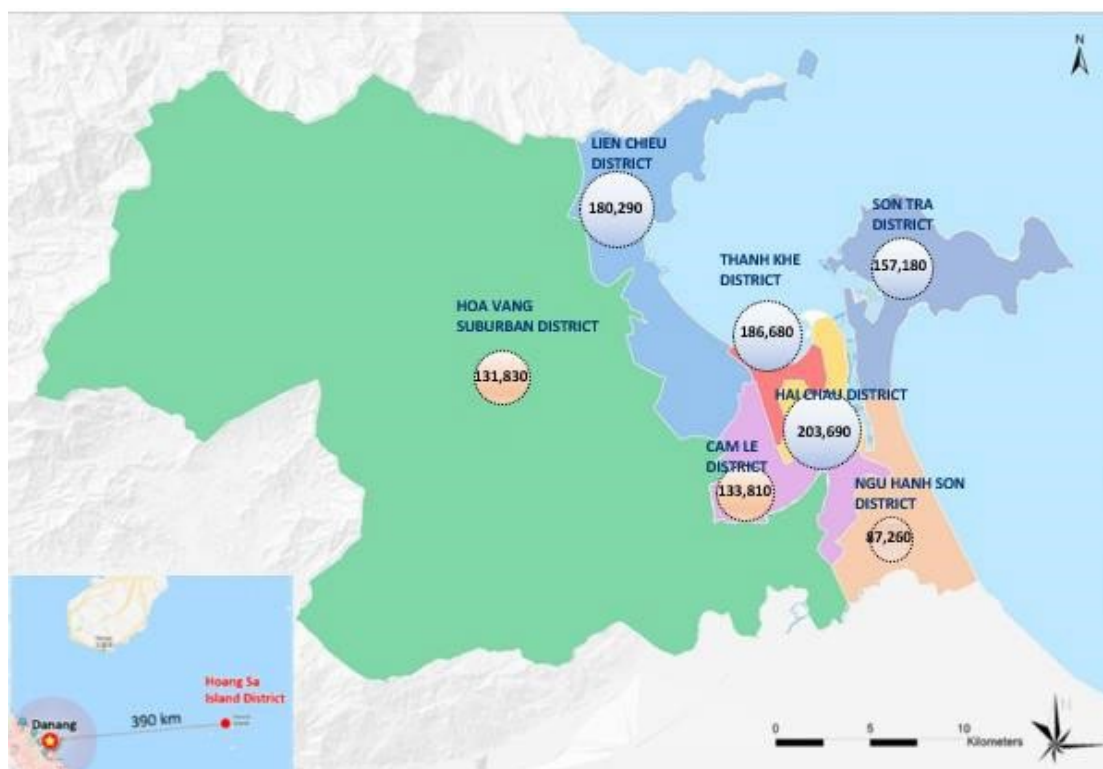 N
LIEN CHIEU
DISTRICT
180,290
SON TRA
DISTRICT
157,180
THANH KHE
DISTRICT
186,680
HOA VANG
SUBURBAN DISTRICT
131,830
HAI CHAU DISTRICT
203,690
CAM LE
DISTRICT
133,810
NGU HANH SON
DISTRICT
87,260
Hoang Sa
Island District
390 km
Danang
0 5 10
Kilometers
N